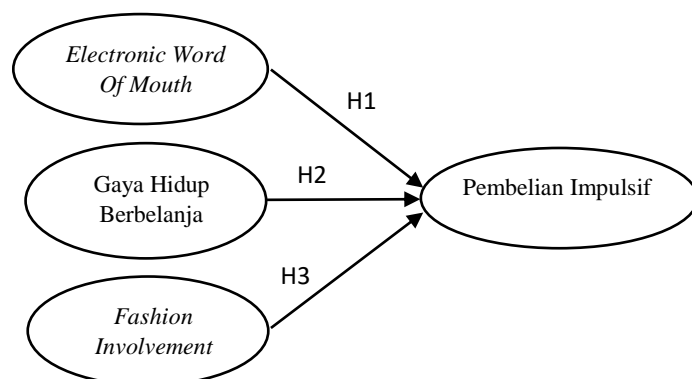 Electronic Word
Of Mouth
H1
Gaya Hidup
Berbelanja
H2
Pembelian Impulsif
H3
Fashion
Involvement